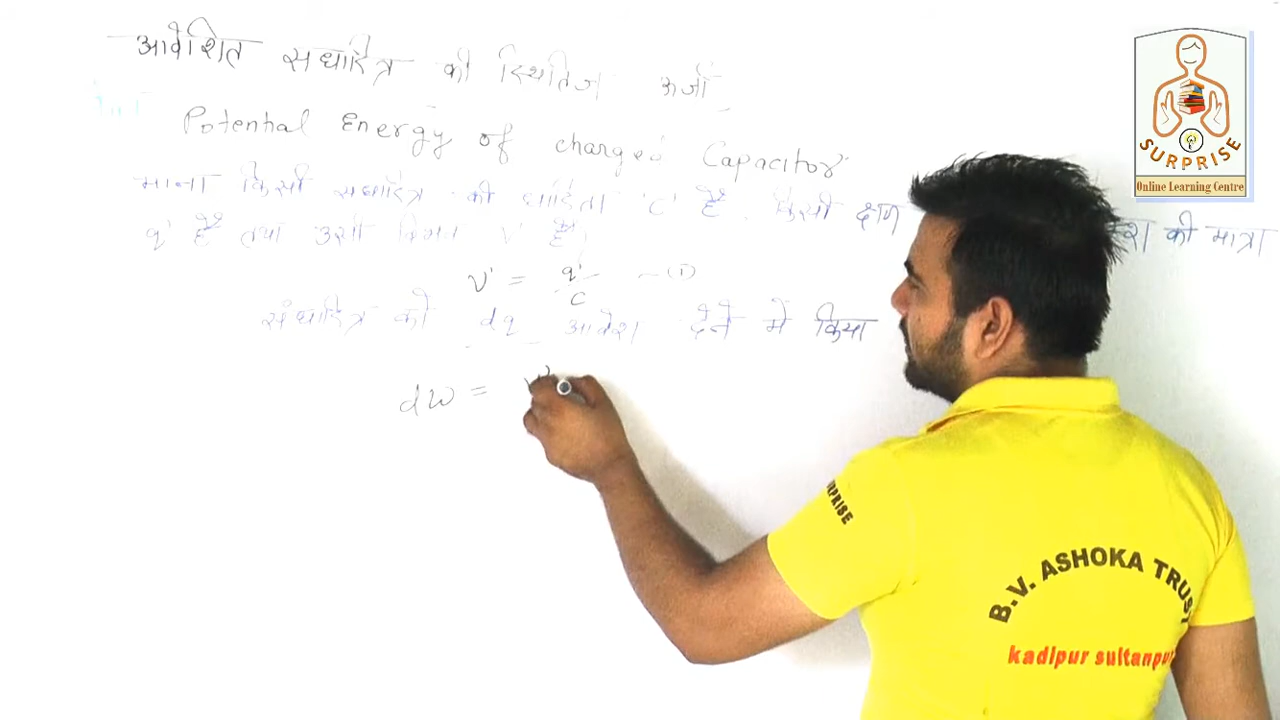 आवेशित संधारित्र की स्थितिज ऊर्जा
Potential Energy of charged Capacitor
माना किसी संधारित्र की धारिता 'C' है. किसी क्षण की मात्रा
q' है तथा उसी विभव v' है।
v' = q'/C — (1)
संधारित्र को dq आवेश देने में किया
dw = v'
SURPRISE
Online Learning Centre
B.V. ASHOKA TRUST
kadipur sultanpur